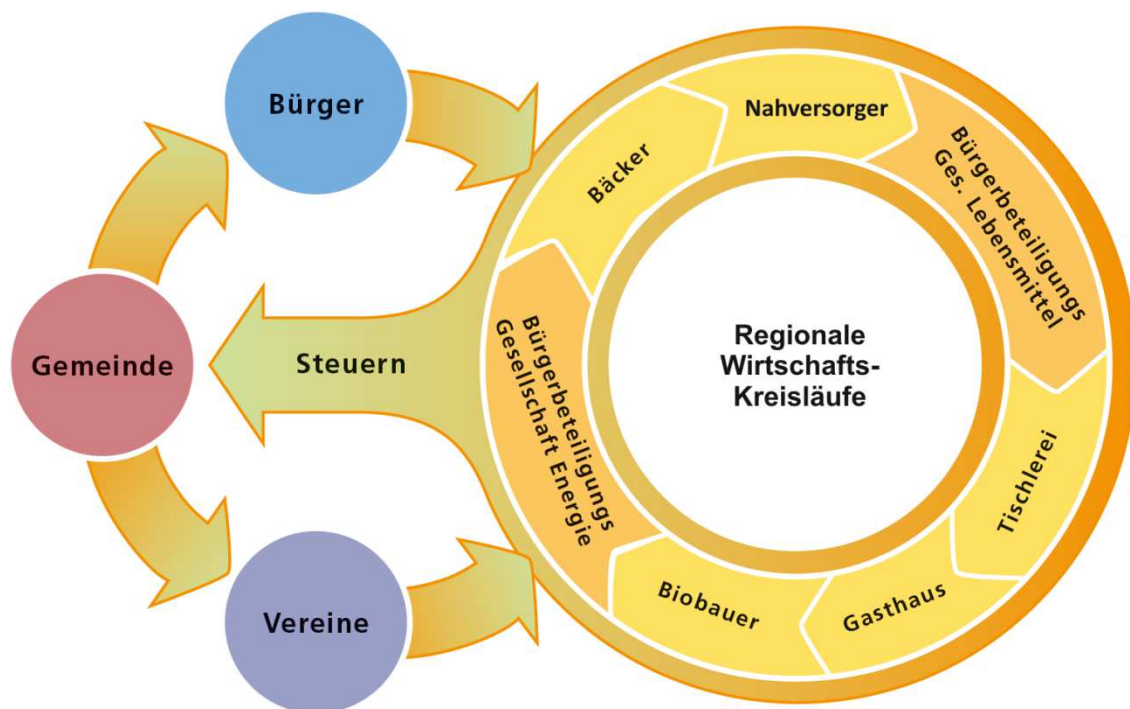 Bürger
Gemeinde
Steuern
Vereine
Nahversorger
Bürgerbeteiligungs
Ges. Lebensmittel
Tischlerei
Gasthaus
Biobauer
Bürgerbeteiligungs
Gesellschaft Energie
Bäcker
Regionale
Wirtschafts-
Kreisläufe